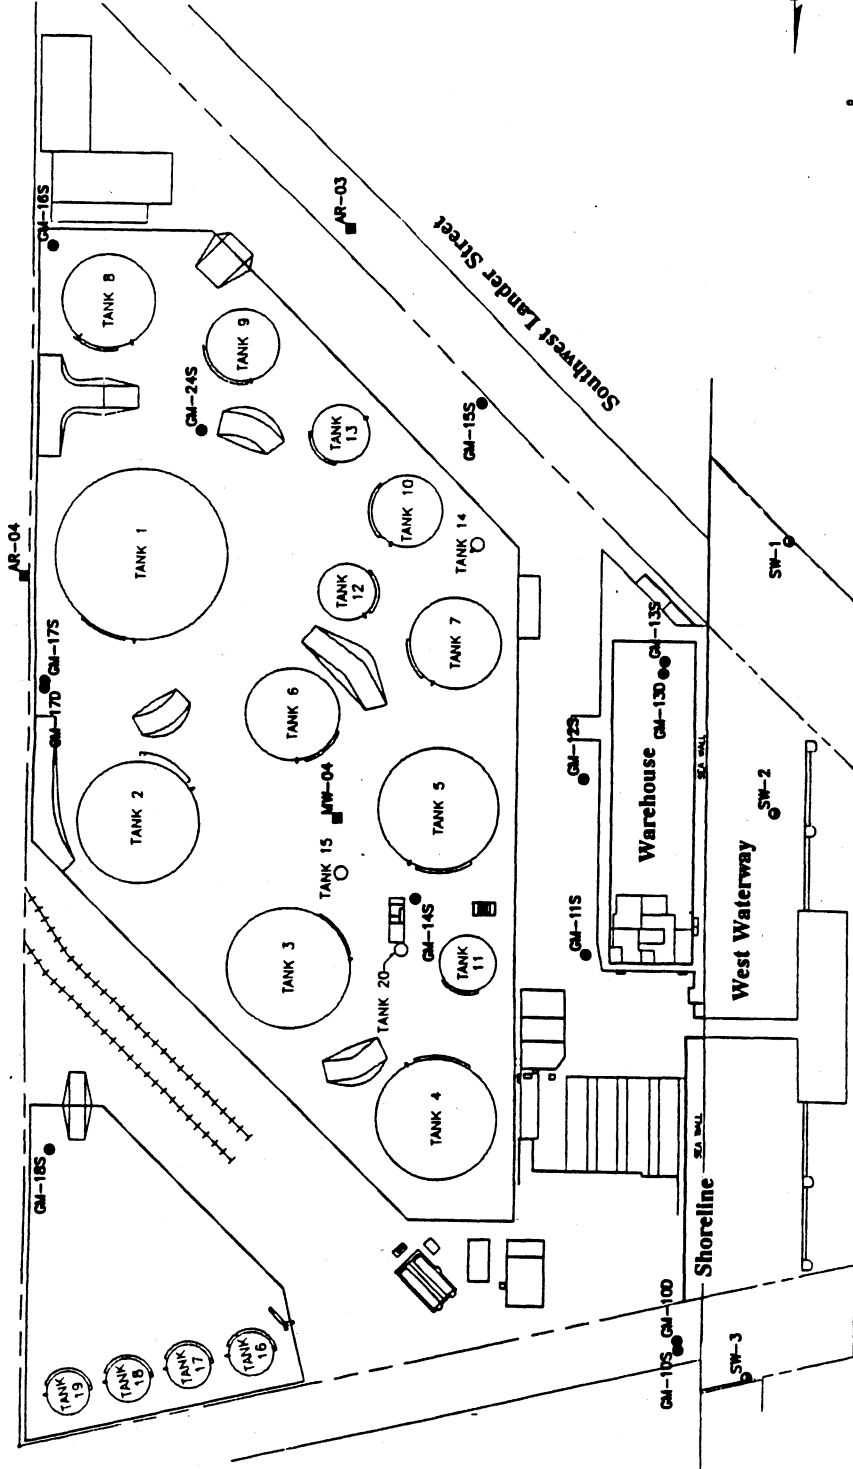 GM-16S
AR-03
Southwest Lander Street
TANK 8
TANK 9
GM-24S
TANK
13
GM-15S
TANK 10
TANK 14
AR-04
TANK 1
TANK
12
SW-1
GM-17S
GM-17D
TANK 7
TANK 6
GM-13S
GM-13D
GM-12S
SEA WALL
Warehouse
SW-2
TANK 2
MW-04
TANK 5
TANK 15
GM-14S
GM-11S
West Waterway
TANK 3
TANK 20
TANK
11
TANK 4
GM-18S
SEA WALL
Shoreline
TANK
19
TANK
18
TANK
17
TANK
16
GM-10D
GM-10S
SW-3